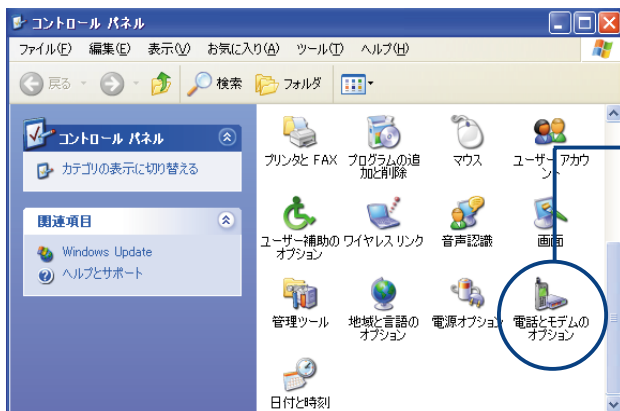 コントロール パネル
ファイル(F) 編集(E) 表示(V) お気に入り(A) ツール(T) ヘルプ(H)
戻る 検索 フォルダ
コントロール パネル
カテゴリの表示に切り替える
関連項目
Windows Update
ヘルプとサポート
プリンタと FAX
プログラムの追
加と削除
マウス
ユーザー アカウ
ント
ユーザー補助の
オプション
ワイヤレス リンク
音声認識
画面
管理ツール
地域と言語の
オプション
電源オプション
電話とモデムの
オプション
日付と時刻